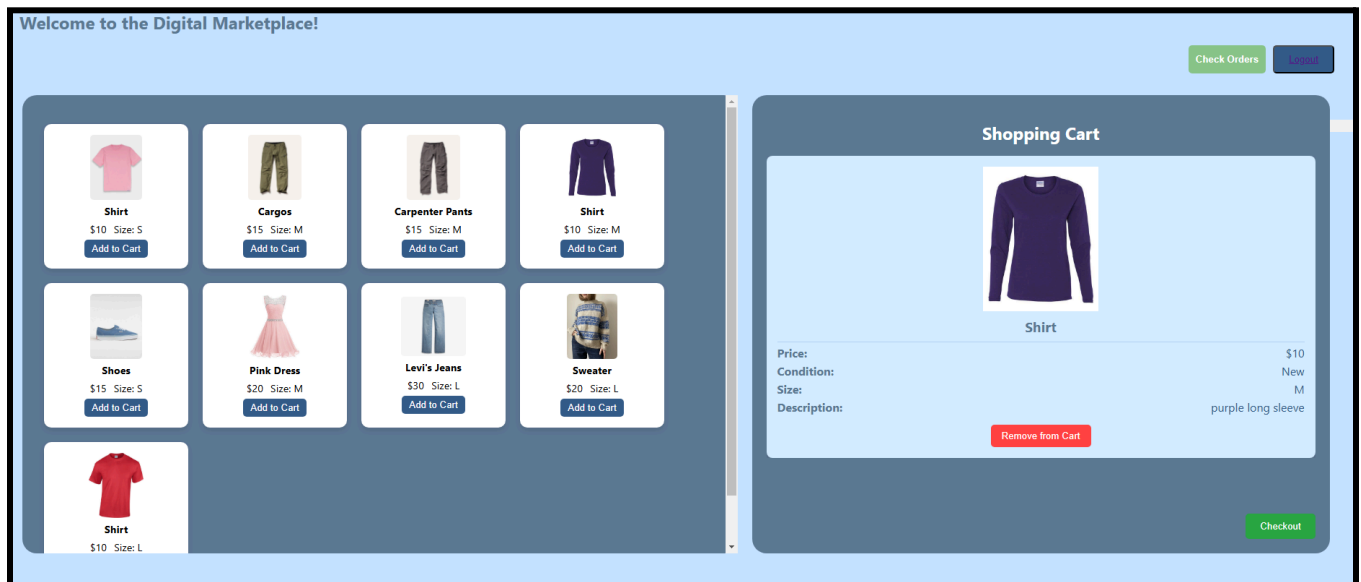 Welcome to the Digital Marketplace!
Check Orders
Logout
Shirt
$10 Size: S
Add to Cart
Cargos
$15 Size: M
Add to Cart
Carpenter Pants
$15 Size: M
Add to Cart
Shirt
$10 Size: M
Add to Cart
Shoes
$15 Size: S
Add to Cart
Pink Dress
$20 Size: M
Add to Cart
Levi's Jeans
$30 Size: L
Add to Cart
Sweater
$20 Size: L
Add to Cart
Shirt
$10 Size: L
Shopping Cart
Shirt
Price: $10
Condition: New
Size: M
Description: purple long sleeve
Remove from Cart
Checkout